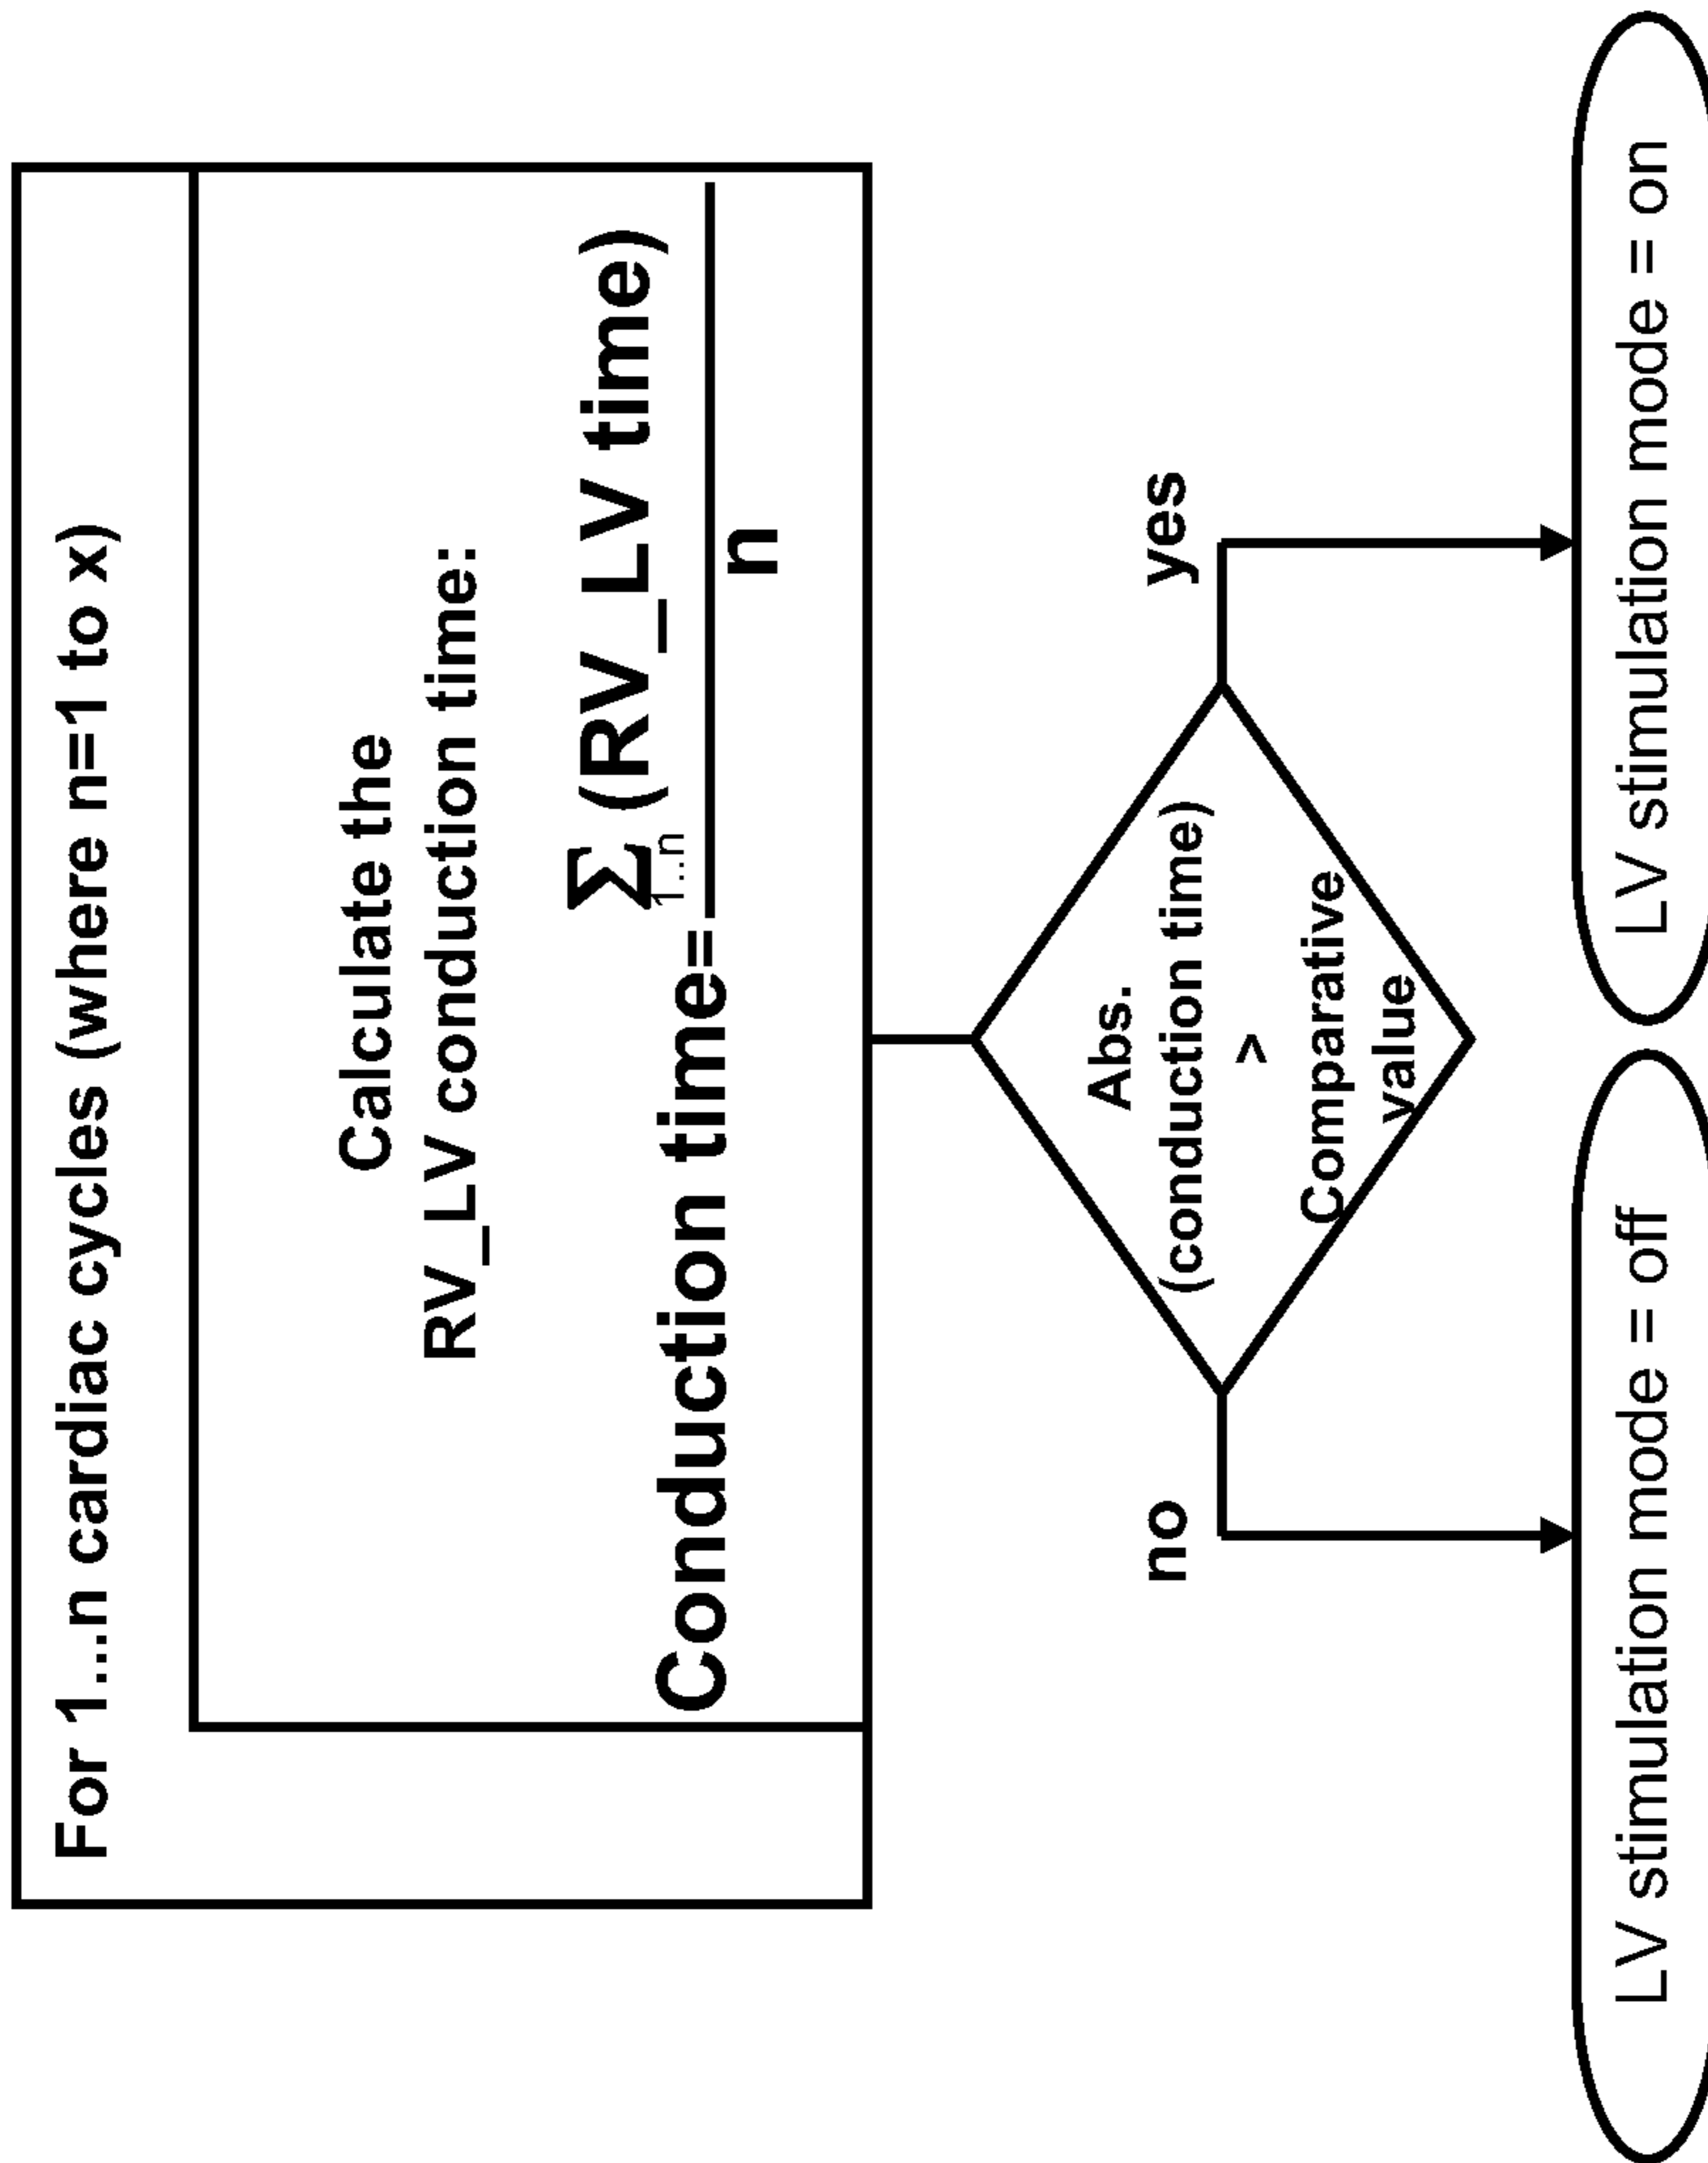 For 1...n cardiac cycles (where n=1 to x)
Calculate the
RV_LV conduction time:
Σ (RV_LV time)
1..n
Conduction time=
n
Abs.
(conduction time)
>
Comparative
value
no
yes
LV stimulation mode = off
LV stimulation mode = on